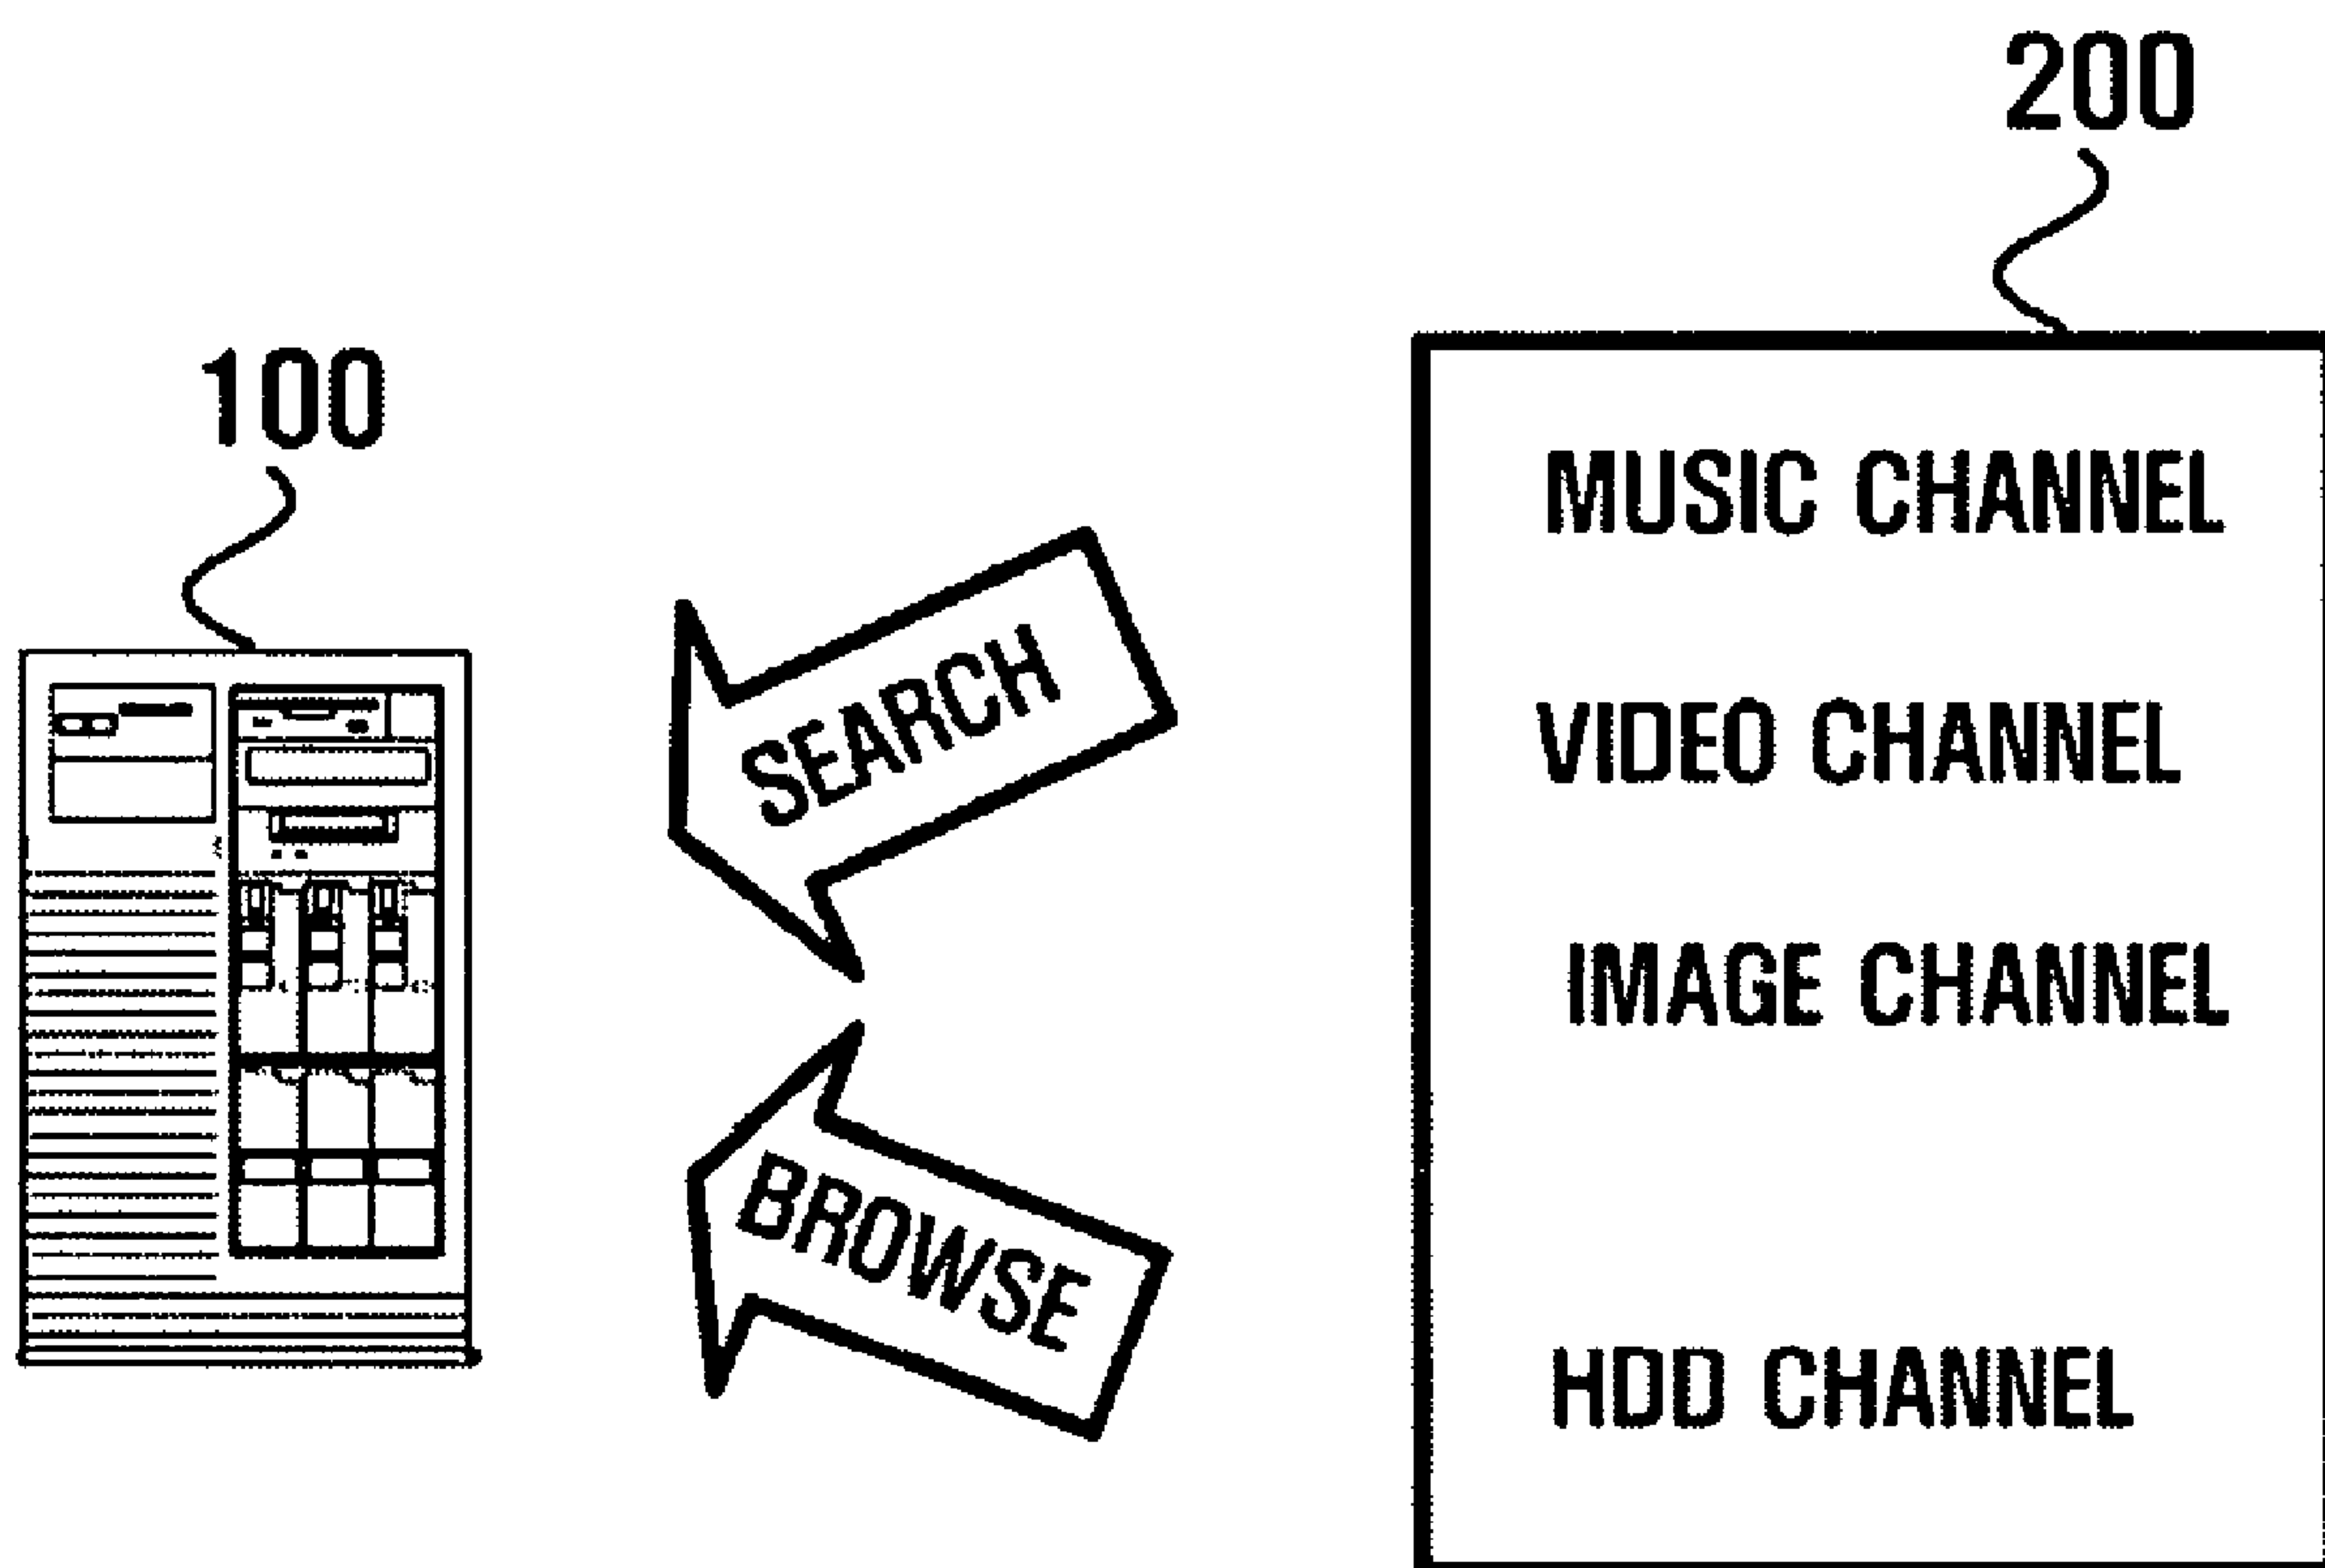 200
100
MUSIC CHANNEL
SEARCH
VIDEO CHANNEL
IMAGE CHANNEL
BROWSE
HDD CHANNEL